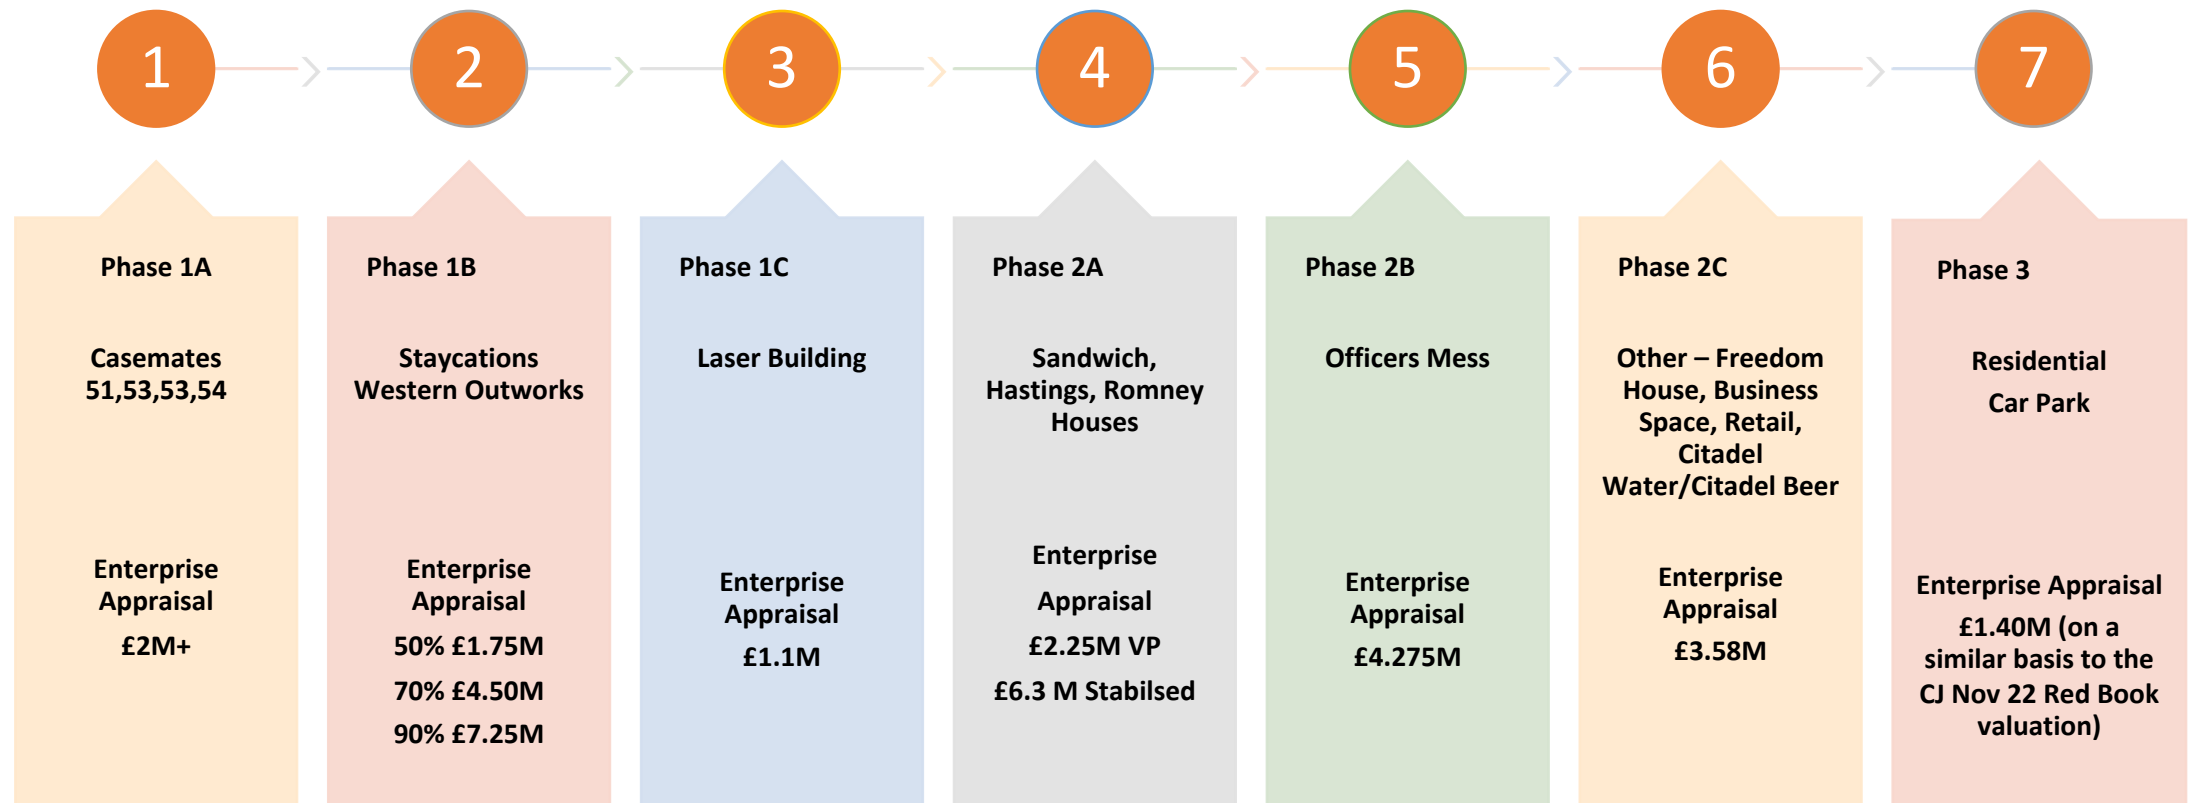 1
2
3
4
5
6
7
Phase 1A
Casemates
51,53,53,54
Enterprise
Appraisal
£2M+
Phase 1B
Staycations
Western Outworks
Enterprise
Appraisal
50% £1.75M
70% £4.50M
90% £7.25M
Phase 1C
Laser Building
Enterprise
Appraisal
£1.1M
Phase 2A
Sandwich,
Hastings, Romney
Houses
Enterprise
Appraisal
£2.25M VP
£6.3 M Stabilsed
Phase 2B
Officers Mess
Enterprise
Appraisal
£4.275M
Phase 2C
Other – Freedom
House, Business
Space, Retail,
Citadel
Water/Citadel Beer
Enterprise
Appraisal
£3.58M
Phase 3
Residential
Car Park
Enterprise Appraisal
£1.40M (on a
similar basis to the
CJ Nov 22 Red Book
valuation)